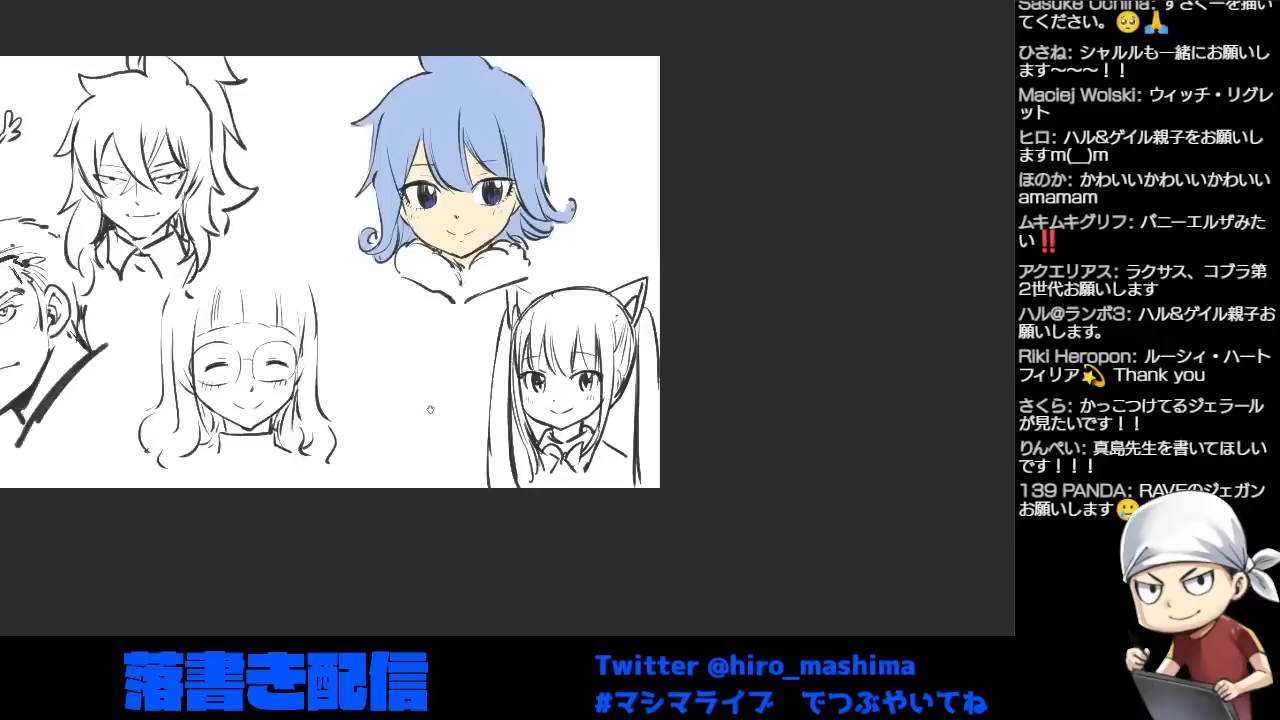 Sasuke Uchiha: すさくーを描い
てください。🥺🙏
ひさね: シャルルも一緒にお願いし
ます～～～！！
Maciej Wolski: ウィッチ・リグレ
ット
ヒロ: ハル&ゲイル親子をお願いし
ますm(__)m
ほのか: かわいいかわいいかわいい
amamam
ムキムキグリフ: バニーエルザみた
い‼️
アクエリアス: ラクサス、コブラ第
2世代お願いします
ハル@ランボ3: ハル&ゲイル親子お
願いします。
Riki Heropon: ルーシィ・ハート
フィリア💫 Thank you
さくら: かっこつけてるジェラール
が見たいです！！
りんぺい: 真島先生を書いてほしい
です！！！
139 PANDA: RAVEのジェガン
お願いします🥲
落書き配信
Twitter @hiro_mashima
#マシマライブ　でつぶやいてね